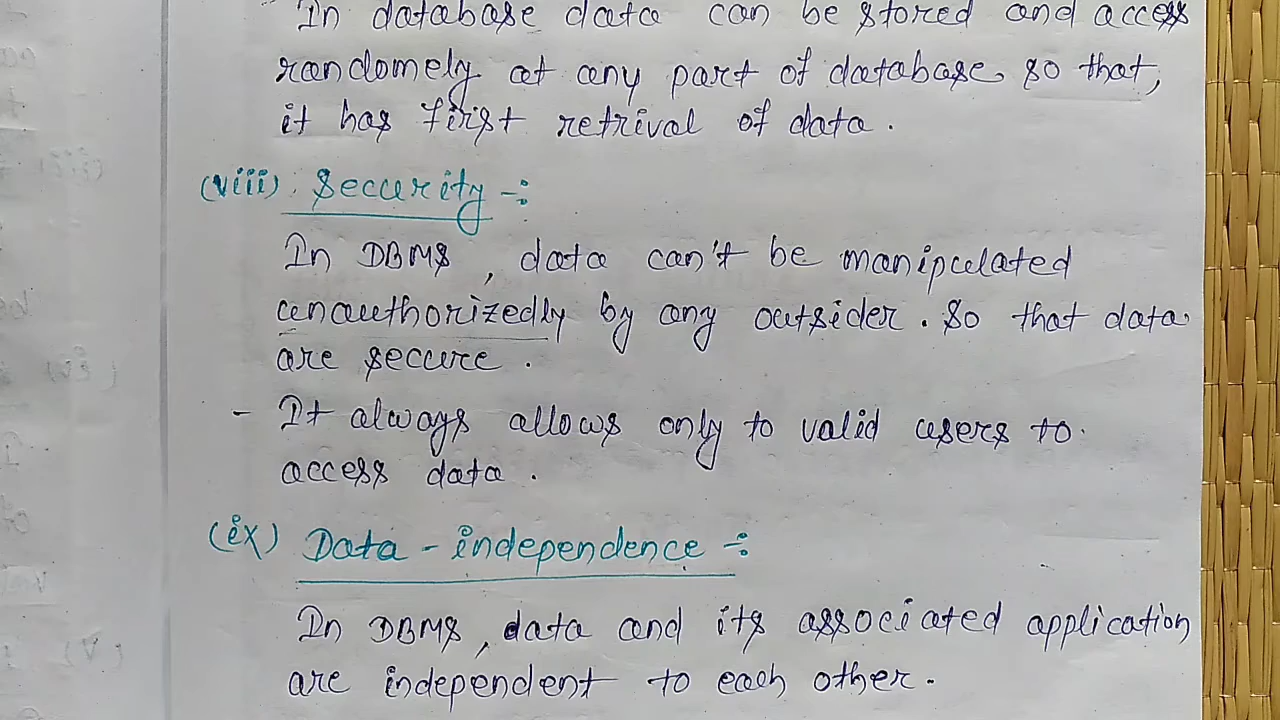 In database data can be stored and access
randomely at any part of database, so that,
it has first retrival of data.
(viii). Security -:
In DBMS, data can't be manipulated
unauthorizedly by any outsider. So that data
are secure.
- It always allows only to valid users to
access data.
(ix) Data - independence -:
In DBMS, data and its associated application
are independent to each other.